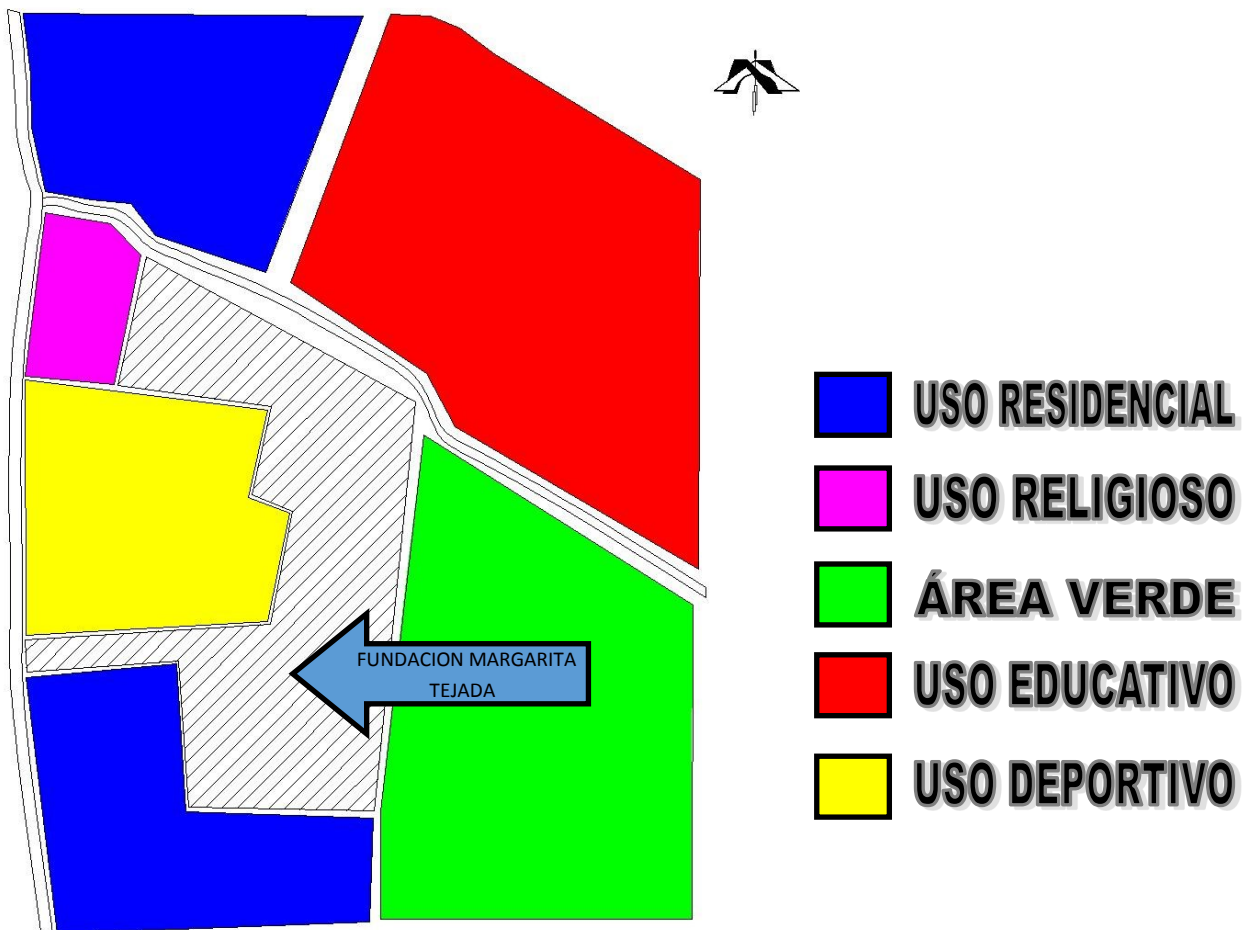 USO RESIDENCIAL
USO RELIGIOSO
ÁREA VERDE
FUNDACION MARGARITA
TEJADA
USO EDUCATIVO
USO DEPORTIVO